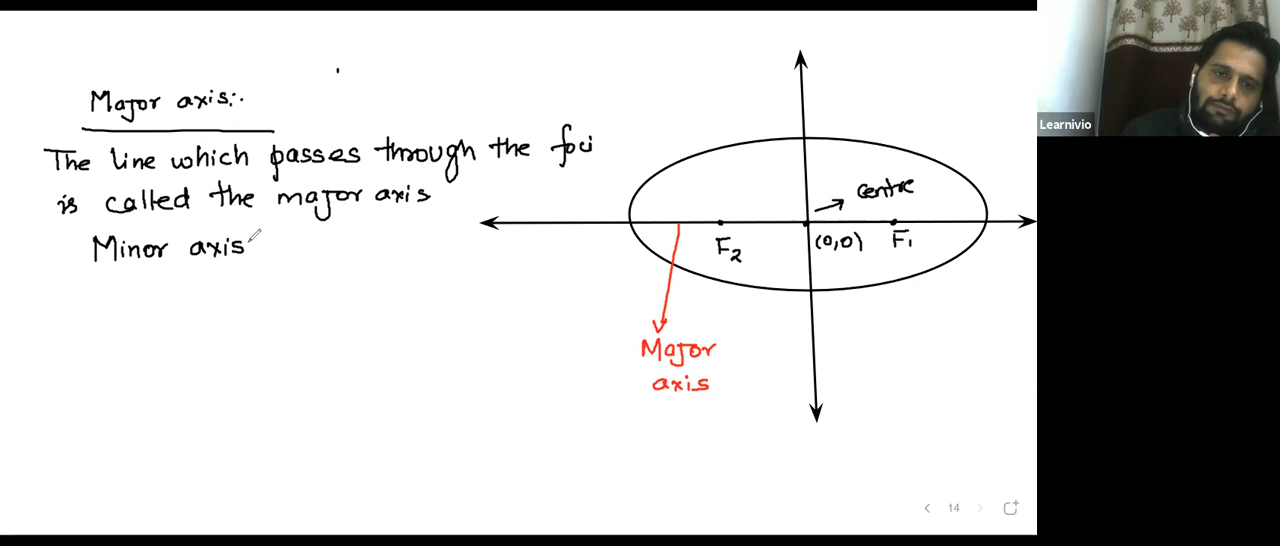 Major axis:-
The line which passes through the foci
is called the major axis
Minor axis
centre
F2
(0,0)
F1
Major
axis
Learnivio
14